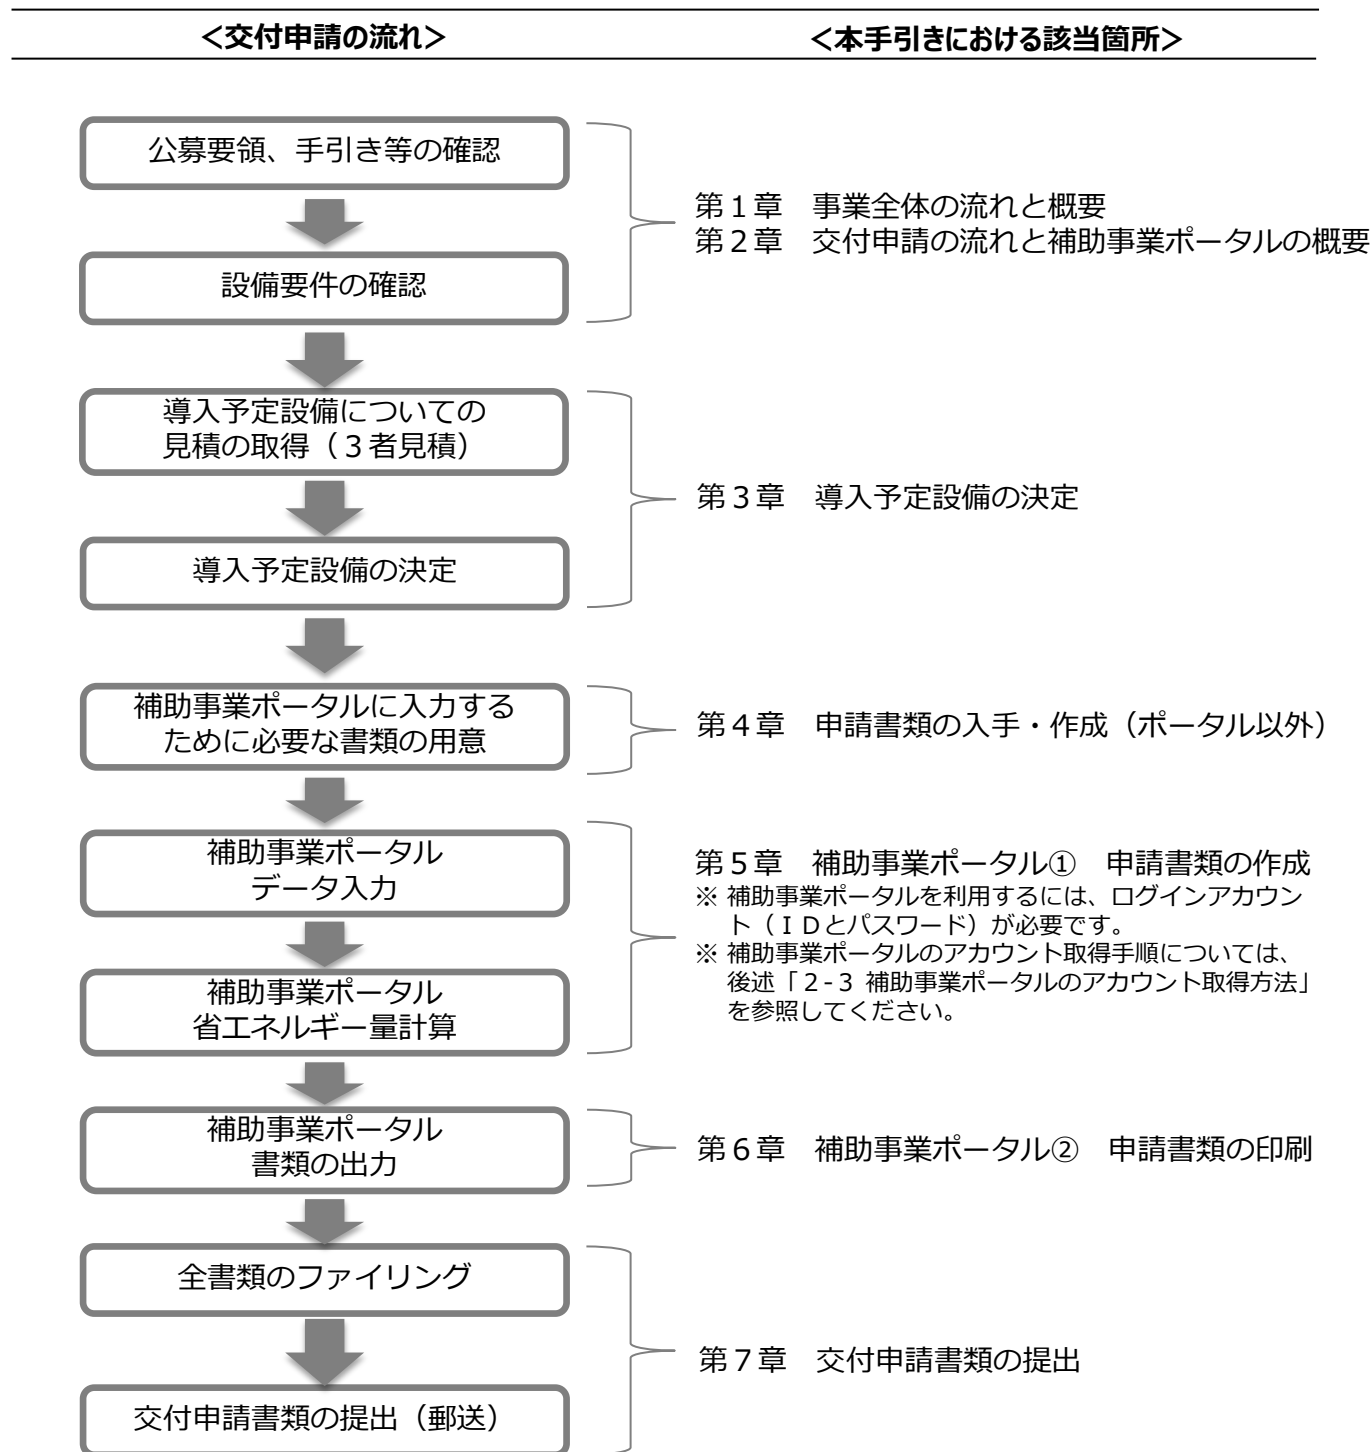 ＜交付申請の流れ＞
＜本手引きにおける該当箇所＞
公募要領、手引き等の確認
設備要件の確認
第１章　事業全体の流れと概要
第２章　交付申請の流れと補助事業ポータルの概要
導入予定設備についての
見積の取得（３者見積）
導入予定設備の決定
第３章　導入予定設備の決定
補助事業ポータルに入力する
ために必要な書類の用意
第４章　申請書類の入手・作成（ポータル以外）
補助事業ポータル
データ入力
補助事業ポータル
省エネルギー量計算
第５章　補助事業ポータル①　申請書類の作成
※ 補助事業ポータルを利用するには、ログインアカウン
ト（ＩＤとパスワード）が必要です。
※ 補助事業ポータルのアカウント取得手順については、
後述「２-３ 補助事業ポータルのアカウント取得方法」
を参照してください。
補助事業ポータル
書類の出力
第６章　補助事業ポータル②　申請書類の印刷
全書類のファイリング
交付申請書類の提出（郵送）
第７章　交付申請書類の提出